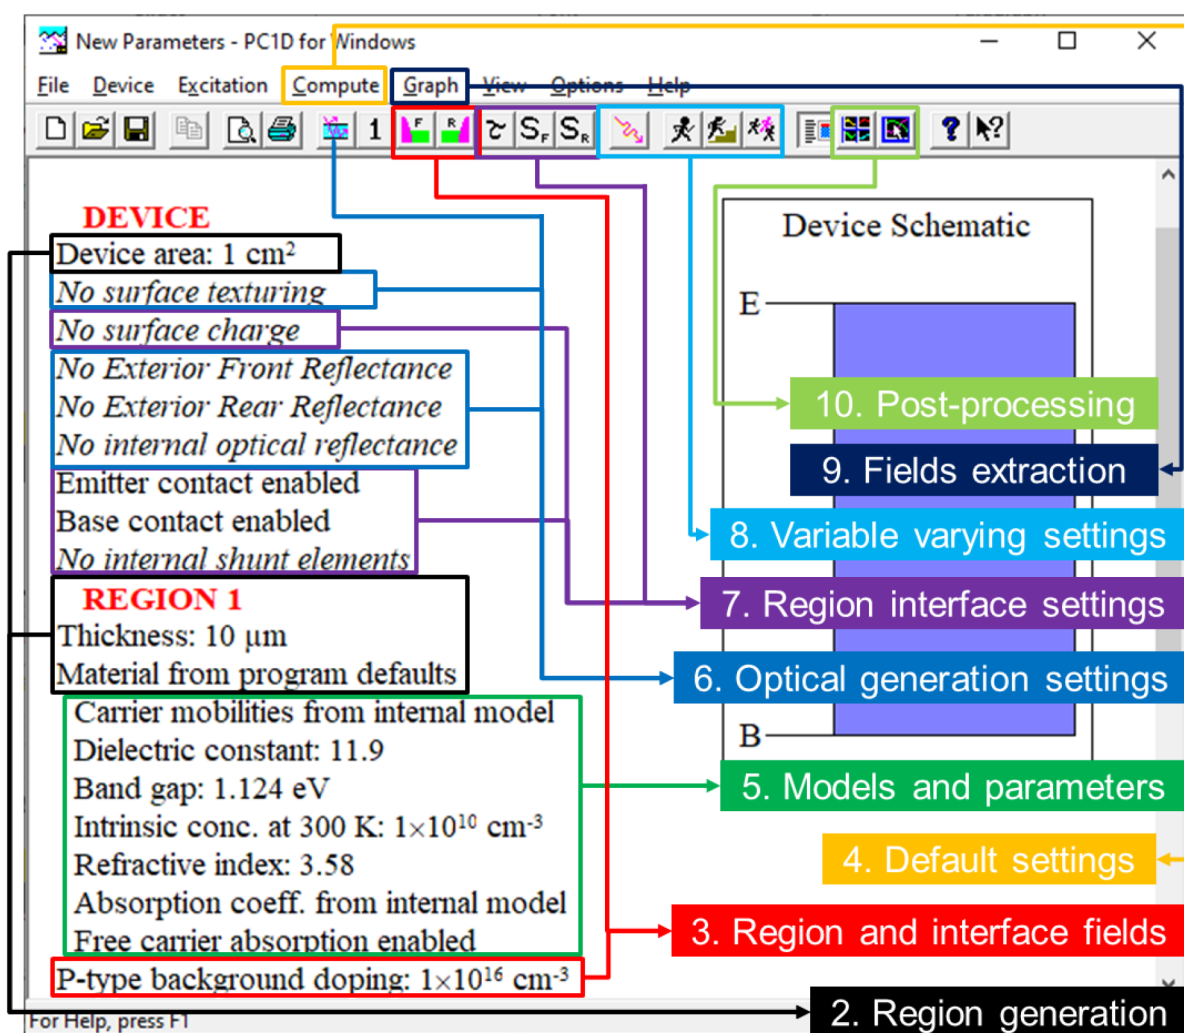 New Parameters - PC1D for Windows
File Device Excitation Compute Graph View Options Help
1 F R τ SF SR ? ?
DEVICE
Device area: 1 cm²
No surface texturing
No surface charge
No Exterior Front Reflectance
No Exterior Rear Reflectance
No internal optical reflectance
Emitter contact enabled
Base contact enabled
No internal shunt elements
REGION 1
Thickness: 10 µm
Material from program defaults
Carrier mobilities from internal model
Dielectric constant: 11.9
Band gap: 1.124 eV
Intrinsic conc. at 300 K: 1×10¹⁰ cm⁻³
Refractive index: 3.58
Absorption coeff. from internal model
Free carrier absorption enabled
P-type background doping: 1×10¹⁶ cm⁻³
For Help, press F1
Device Schematic
E
B
10. Post-processing
9. Fields extraction
8. Variable varying settings
7. Region interface settings
6. Optical generation settings
5. Models and parameters
4. Default settings
3. Region and interface fields
2. Region generation